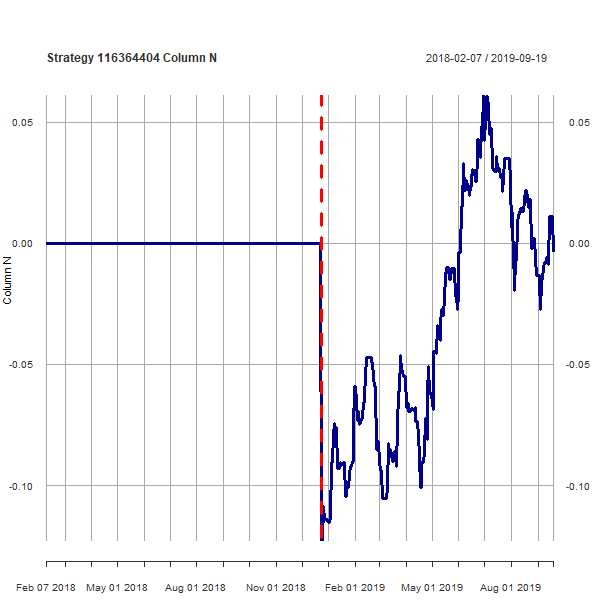 Strategy 116364404 Column N 2018-02-07 / 2019-09-19
0.05 0.05
0.00 0.00
Column N
-0.05 -0.05
-0.10 -0.10
Feb 07 2018 May 01 2018 Aug 01 2018 Nov 01 2018 Feb 01 2019 May 01 2019 Aug 01 2019